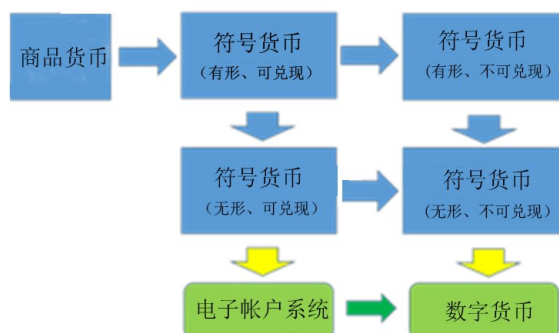 商品货币
符号货币
（有形、可兑现）
符号货币
（有形、不可兑现）
符号货币
（无形、可兑现）
符号货币
（无形、不可兑现）
电子帐户系统
数字货币